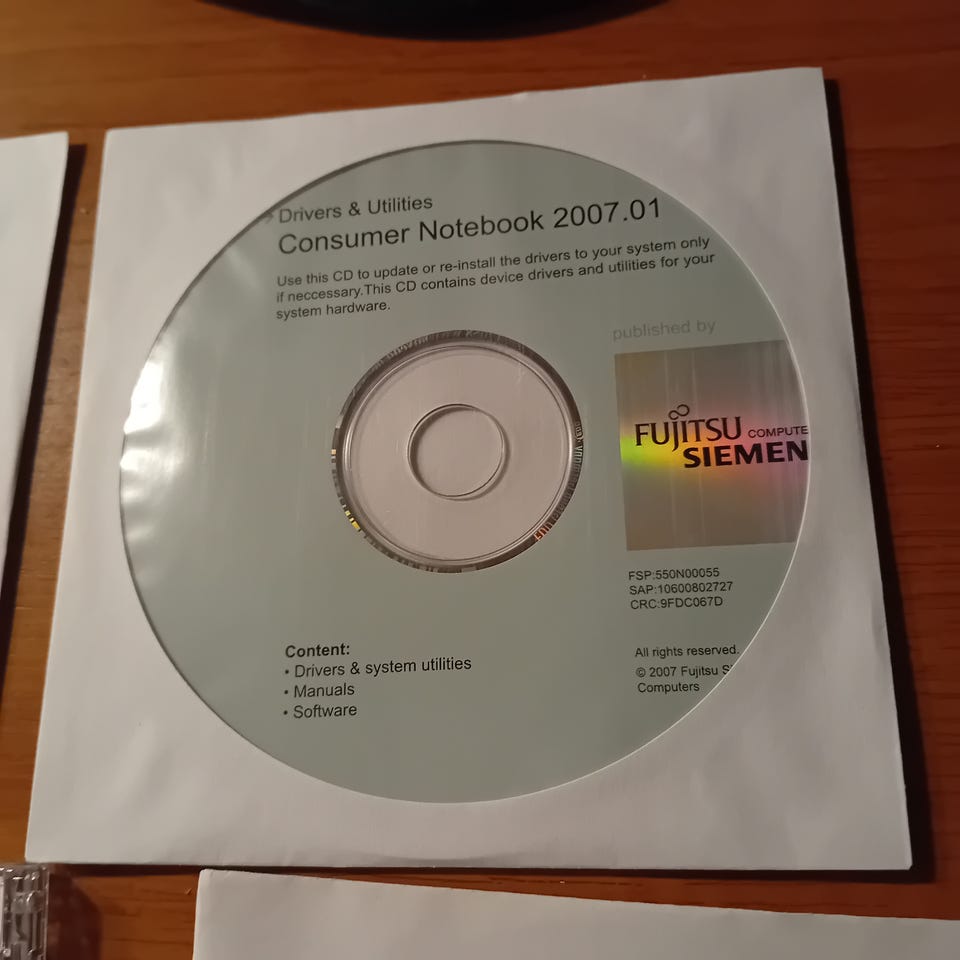 Drivers & Utilities
Consumer Notebook 2007.01
Use this CD to update or re-install the drivers to your system only
if neccessary.This CD contains device drivers and utilities for your
system hardware.
published by
FUJITSU COMPUTE
SIEMEN
FSP:550N00055
SAP:10600802727
CRC:9FDC067D
Content:
• Drivers & system utilities
• Manuals
• Software
All rights reserved.
© 2007 Fujitsu S
Computers